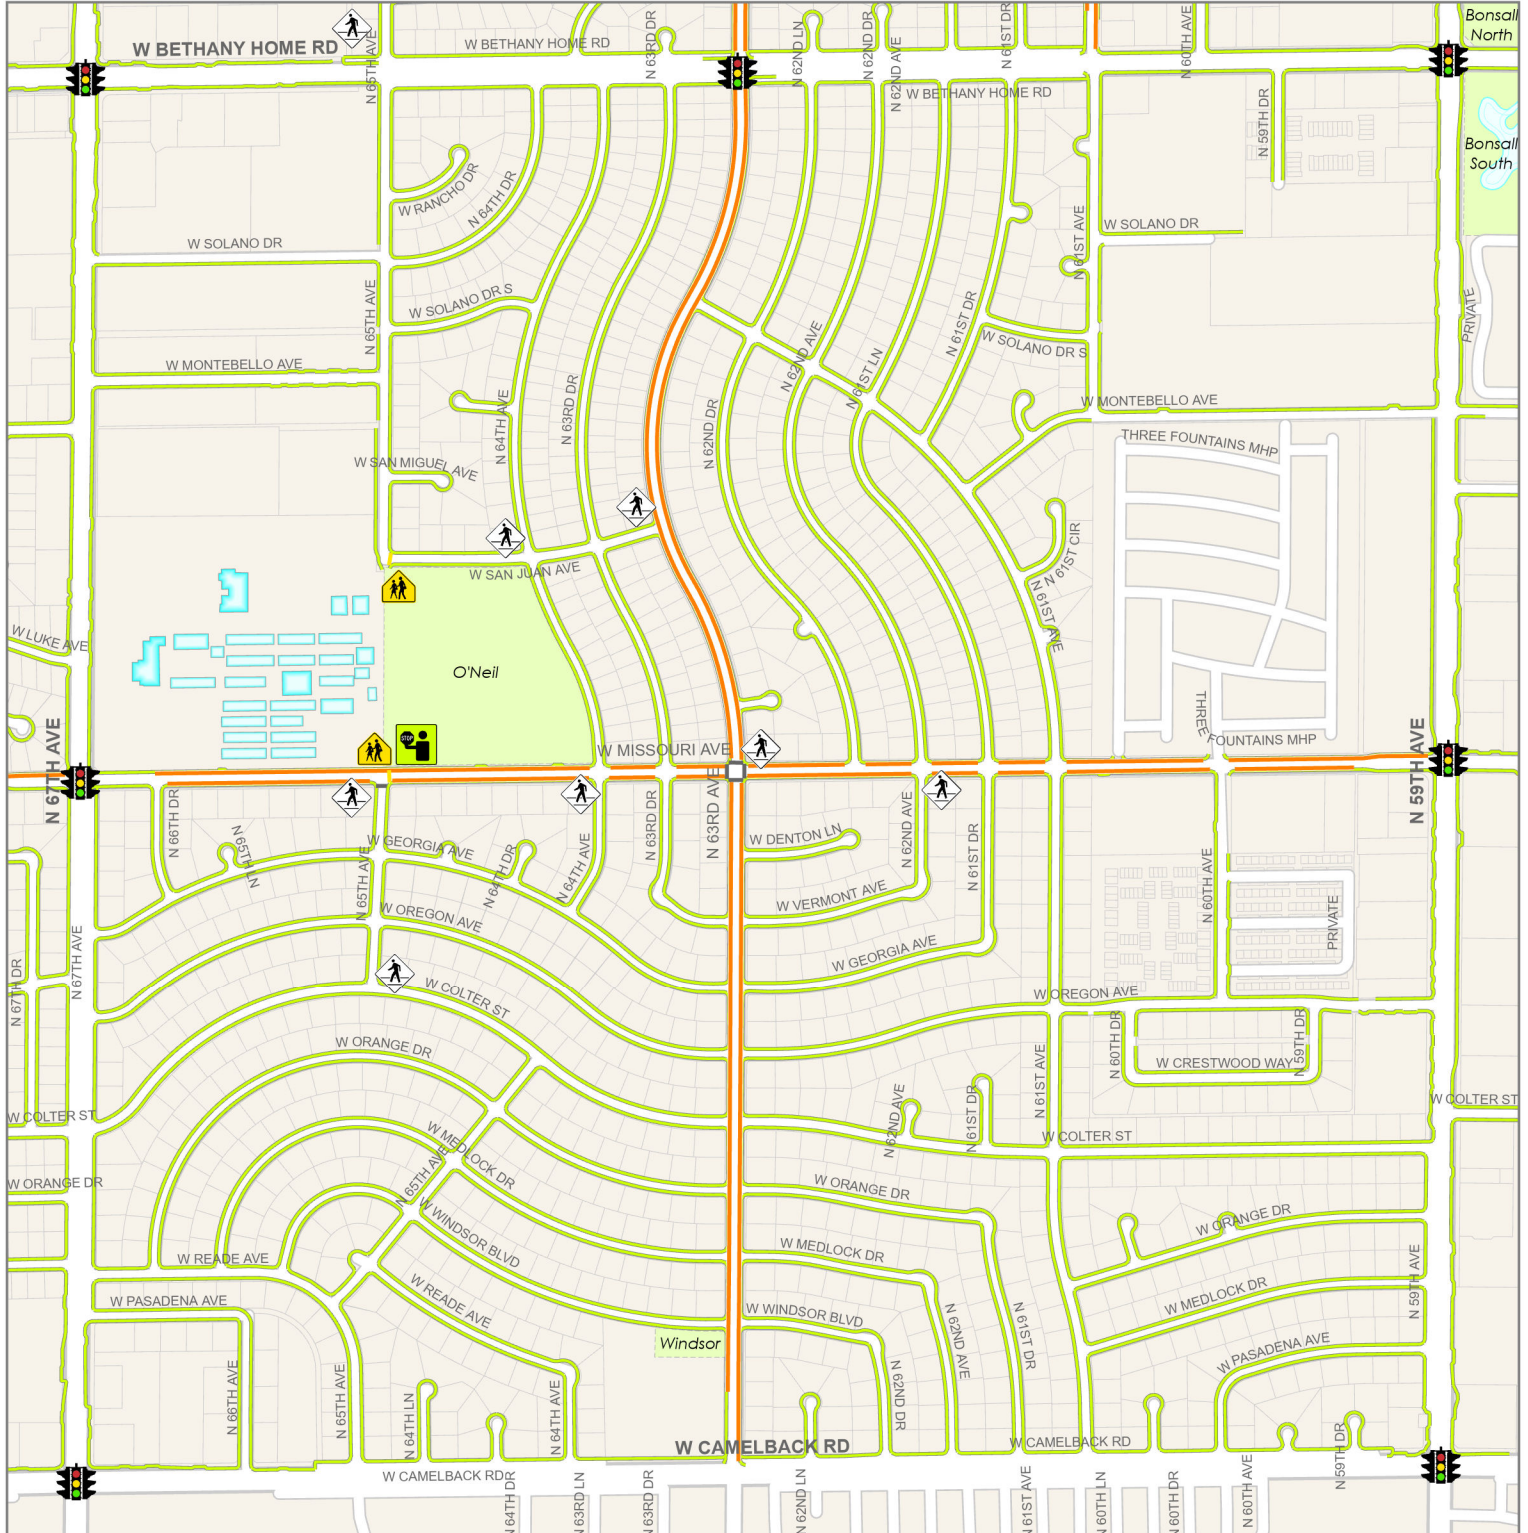 Bonsall
North
W BETHANY HOME RD
N 65TH AVE
W BETHANY HOME RD
N 63RD DR
N 62ND LN
N 62ND DR
N 62ND AVE
N 61ST DR
N 60TH AVE
W BETHANY HOME RD
N 59TH DR
Bonsall
South
W RANCHO DR
N 64TH DR
W SOLANO DR
N 61ST AVE
W SOLANO DR
N 65TH AVE
W SOLANO DR S
N 61ST DR
PRIVATE
W SOLANO DR S
N 62ND AVE
N 61ST LN
W MONTEBELLO AVE
W MONTEBELLO AVE
N 64TH AVE
N 63RD DR
N 62ND DR
THREE FOUNTAINS MHP
W SAN MIGUEL AVE
N 61ST CIR
W SAN JUAN AVE
N 61ST AVE
W LUKE AVE
O'Neil
STOP
N 67TH AVE
W MISSOURI AVE
N 63RD AVE
THREE
FOUNTAINS MHP
N 59TH AVE
N 66TH DR
N 65TH LN
W GEORGIA AVE
N 65TH AVE
N 64TH DR
N 64TH AVE
N 63RD DR
W DENTON LN
N 62ND AVE
N 61ST DR
N 60TH AVE
W VERMONT AVE
W OREGON AVE
PRIVATE
N 67TH DR
N 67TH AVE
W GEORGIA AVE
W COLTER ST
W OREGON AVE
W ORANGE DR
N 61ST AVE
N 60TH DR
N 59TH DR
W CRESTWOOD WAY
W COLTER ST
N 62ND AVE
N 61ST DR
W COLTER ST
W COLTER ST
W MEDLOCK DR
N 65TH AVE
W ORANGE DR
W ORANGE DR
W ORANGE DR
W WINDSOR BLVD
W READE AVE
W MEDLOCK DR
N 59TH AVE
W READE AVE
W MEDLOCK DR
W PASADENA AVE
W WINDSOR BLVD
N 62ND AVE
N 61ST DR
Windsor
W PASADENA AVE
N 66TH AVE
N 65TH AVE
N 64TH LN
N 64TH AVE
N 62ND DR
W CAMELBACK RD
W CAMELBACK RD
N 59TH DR
W CAMELBACK RD
N 64TH DR
N 63RD LN
N 63RD DR
N 62ND LN
N 61ST AVE
N 60TH LN
N 60TH DR
N 60TH AVE